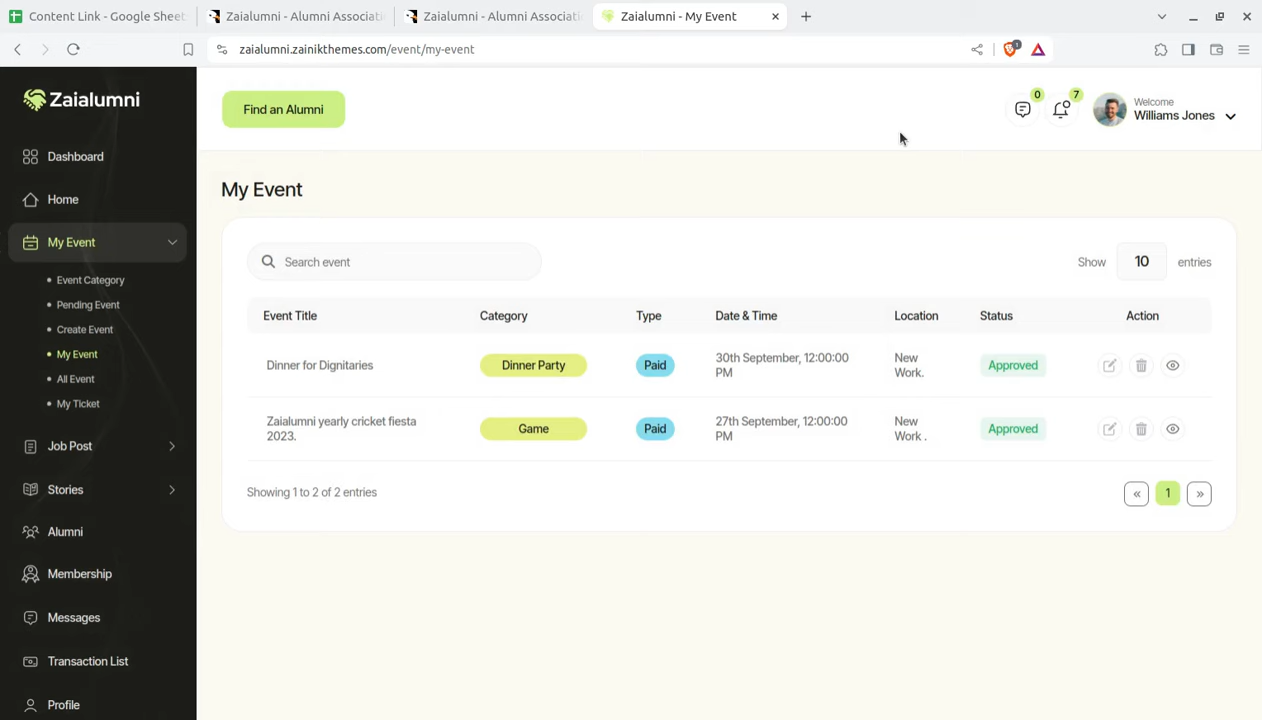 Content Link - Google Sheet
Zaialumni - Alumni Associati
Zaialumni - Alumni Associati
Zaialumni - My Event
zaialumni.zainikthemes.com/event/my-event
Zaialumni
Find an Alumni
0
7
Welcome
Williams Jones
Dashboard
Home
My Event
Event Category
Pending Event
Create Event
My Event
All Event
My Ticket
Job Post
Stories
Alumni
Membership
Messages
Transaction List
Profile
My Event
Search event
Show 10 entries
Event Title Category Type Date & Time Location Status Action
Dinner for Dignitaries Dinner Party Paid 30th September, 12:00:00 New Approved
PM Work.
Zaialumni yearly cricket fiesta Game Paid 27th September, 12:00:00 New Approved
2023. PM Work .
Showing 1 to 2 of 2 entries
« 1 »